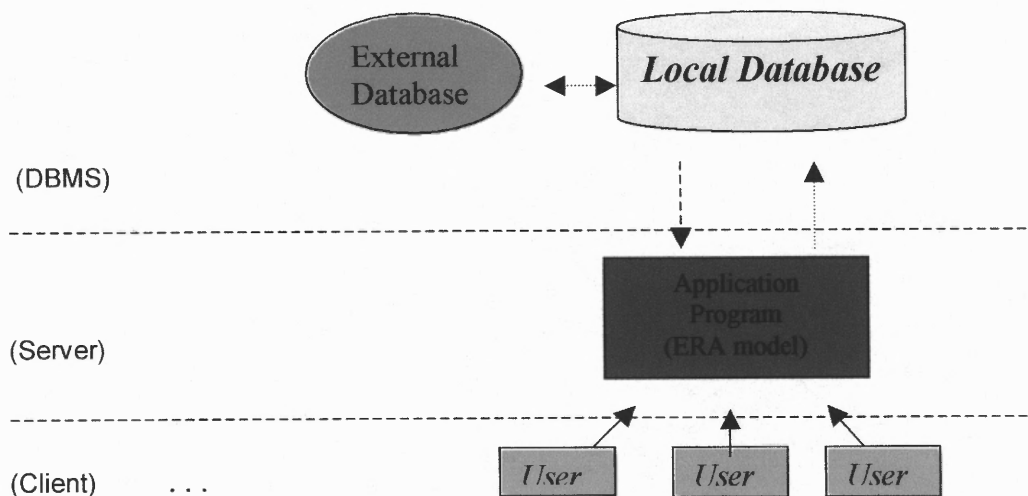 External
Database
Local Database
(DBMS)
Application
Program
(ERA model)
(Server)
User
User
User
(Client)
. . .